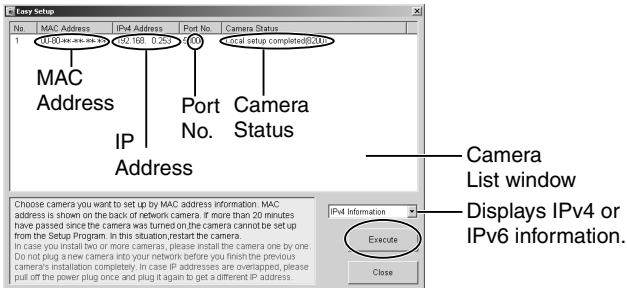 Easy Setup
No. MAC Address IPv4 Address Port No. Camera Status
1 00-80-**-**-**-** 192.168. 0.253 Local setup completed(B200)
MAC
Address
IP
Address
Port
No.
Camera
Status
Camera
List window
Choose camera you want to set up by MAC address information. MAC
address is shown on the back of network camera. If more than 20 minutes
have passed since the camera was turned on,the camera cannot be set up
from the Setup Program. In this situation,restart the camera.
In case you install two or more cameras, please install the camera one by one.
Do not plug a new camera into your network before you finish the previous
camera's installation completely. In case IP addresses are overlapped, please
pull off the power plug once and plug it again to get a different IP address.
IPv4 Information
Displays IPv4 or
IPv6 information.
Execute
Close